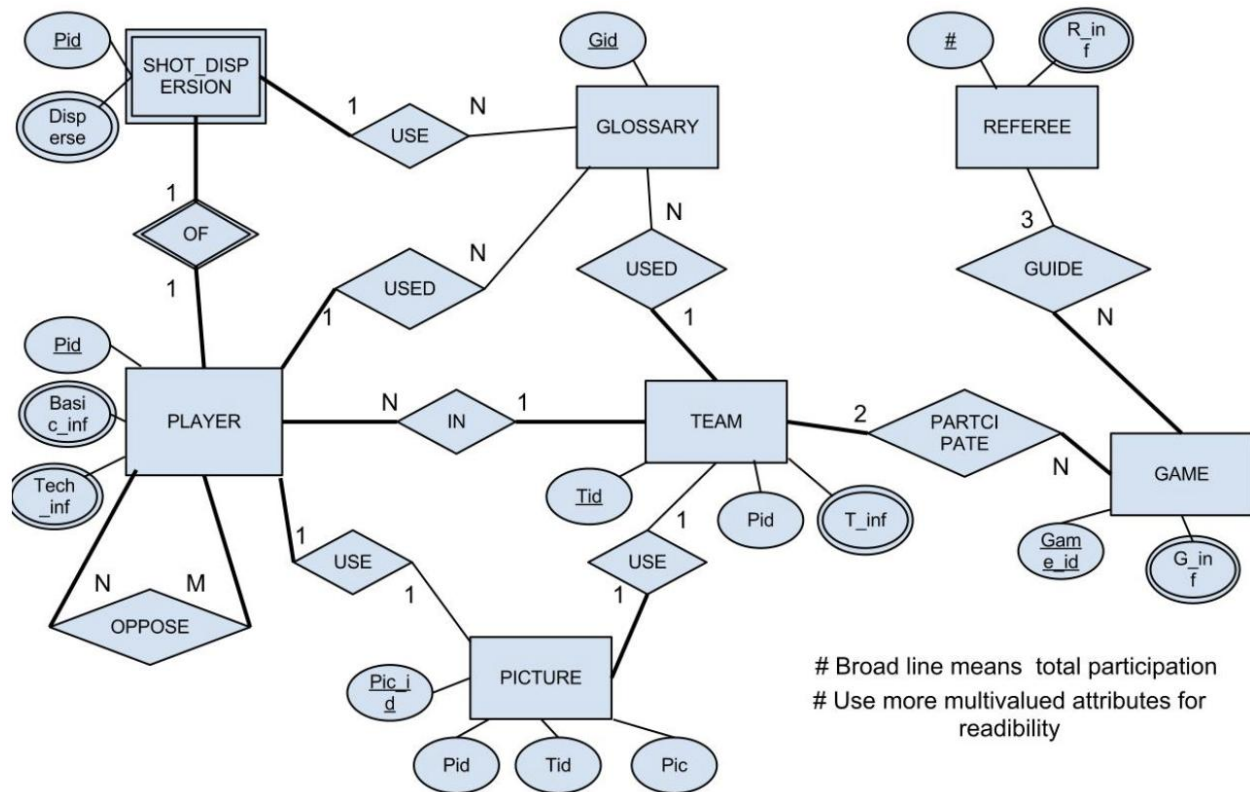 Pid
SHOT_DISP
ERSION
Disp
erse
1
USE
N
Gid
GLOSSARY
#
R_in
f
REFEREE
1
OF
1
USED
N
1
N
USED
1
3
GUIDE
N
Pid
Basi
c_inf
Tech
_inf
PLAYER
N
IN
1
TEAM
2
PARTCI
PATE
N
GAME
Tid
Pid
T_inf
Gam
e_id
G_in
f
N
M
OPPOSE
1
USE
1
1
USE
1
PICTURE
Pic_i
d
Pid
Tid
Pic
# Broad line means total participation
# Use more multivalued attributes for
readibility